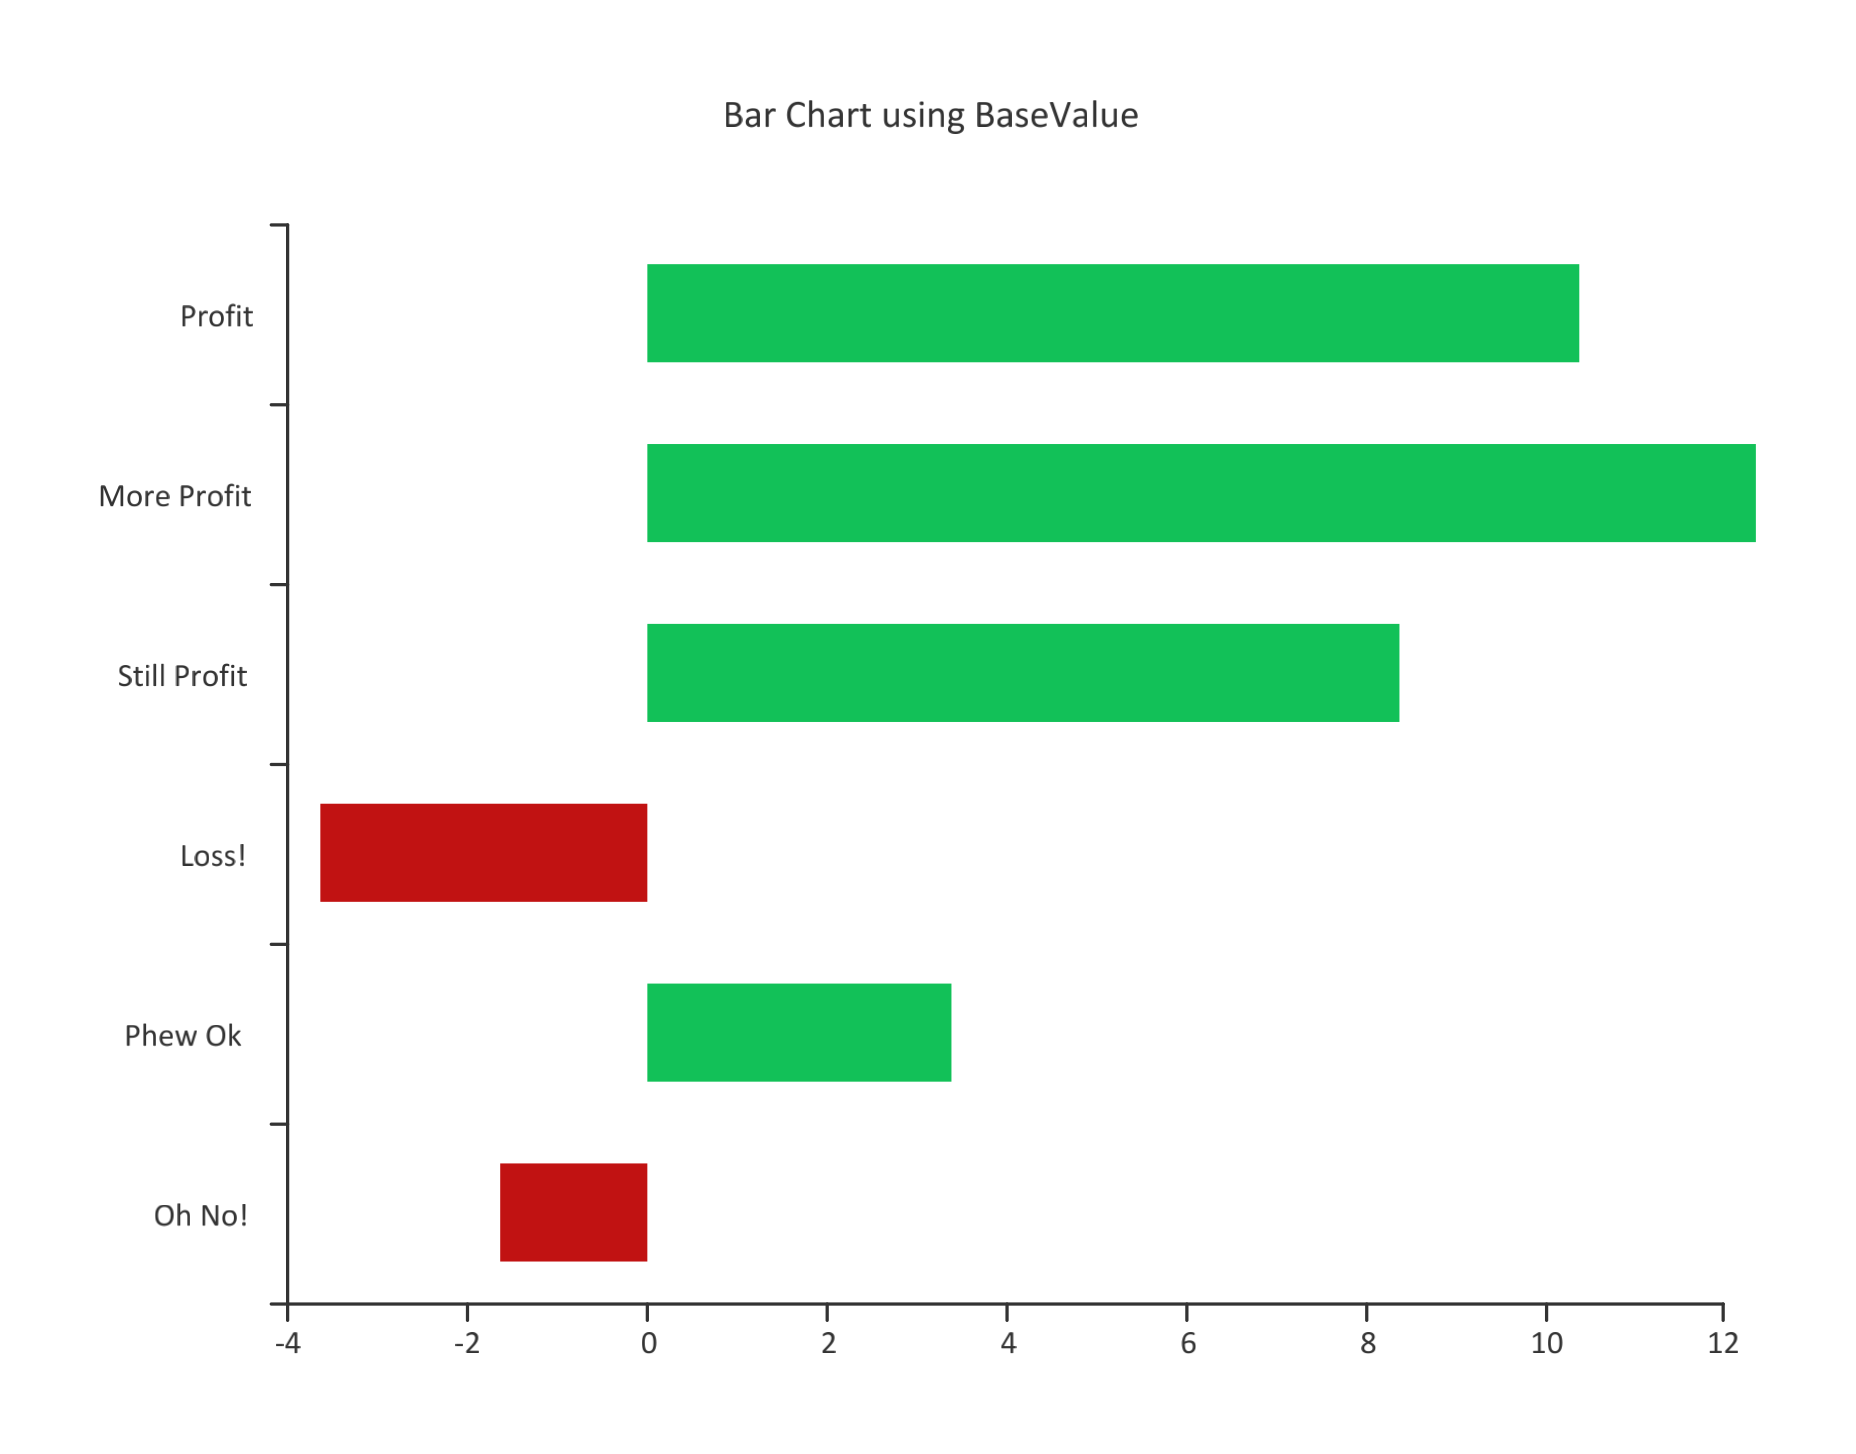 Bar Chart using BaseValue
Profit
More Profit
Still Profit
Loss!
Phew Ok
Oh No!
-4 -2 0 2 4 6 8 10 12